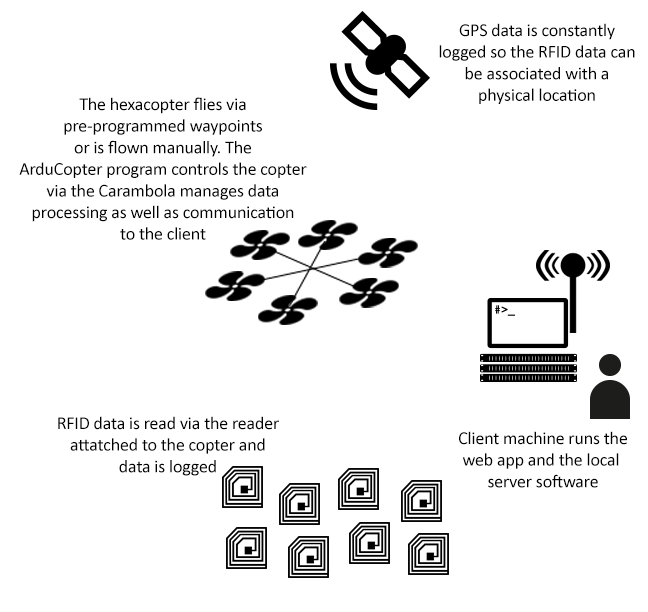 GPS data is constantly
logged so the RFID data can
be associated with a
physical location
The hexacopter flies via
pre-programmed waypoints
or is flown manually. The
ArduCopter program controls the copter
via the Carambola manages data
processing as well as communication
to the client
#>_
RFID data is read via the reader
attatched to the copter and
data is logged
Client machine runs the
web app and the local
server software